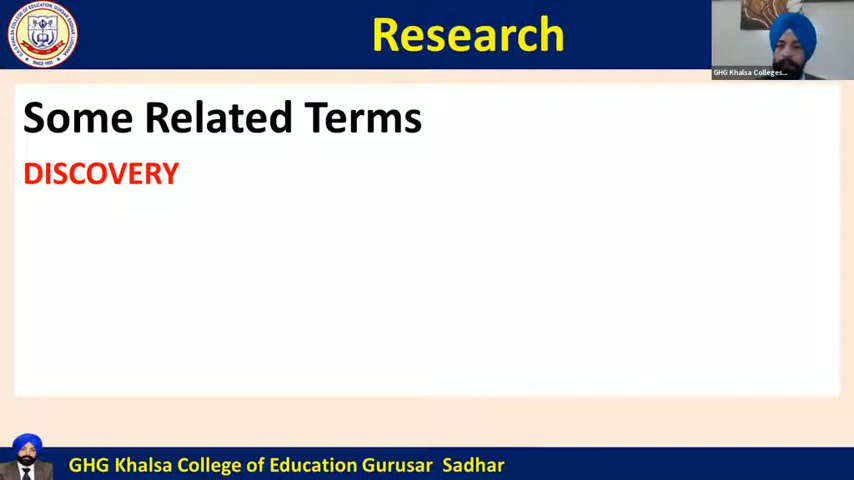 Research
GHG Khalsa Colleges...
Some Related Terms
DISCOVERY
GHG Khalsa College of Education Gurusar Sadhar